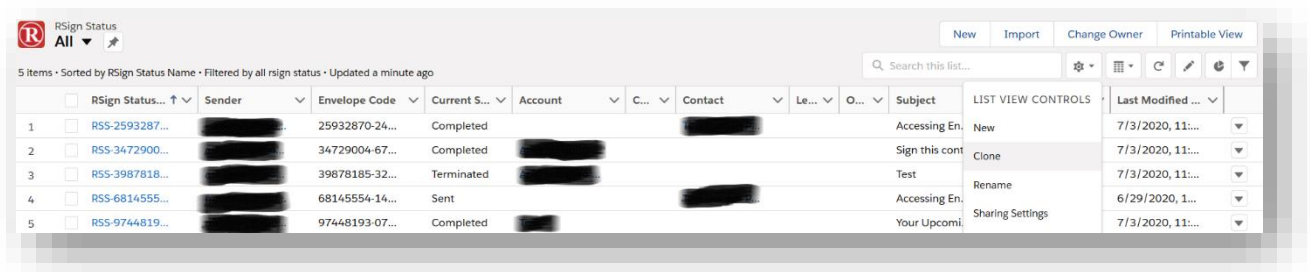 RSign Status
All
New Import Change Owner Printable View
5 items • Sorted by RSign Status Name • Filtered by all rsign status • Updated a minute ago
Search this list...
RSign Status... ↑ Sender Envelope Code Current S... Account C... Contact Le... O... Subject LIST VIEW CONTROLS Last Modified ...
1 RSS-2593287... 25932870-24... Completed Accessing En. 7/3/2020, 11:...
New
2 RSS-3472900... 34729004-67... Completed Sign this cont 7/3/2020, 11:...
Clone
3 RSS-3987818... 39878185-32... Terminated Test 7/3/2020, 11:...
Rename
4 RSS-6814555... 68145554-14... Sent Accessing En. 6/29/2020, 1...
Sharing Settings
5 RSS-9744819... 97448193-07... Completed Your Upcomi. 7/3/2020, 11:...